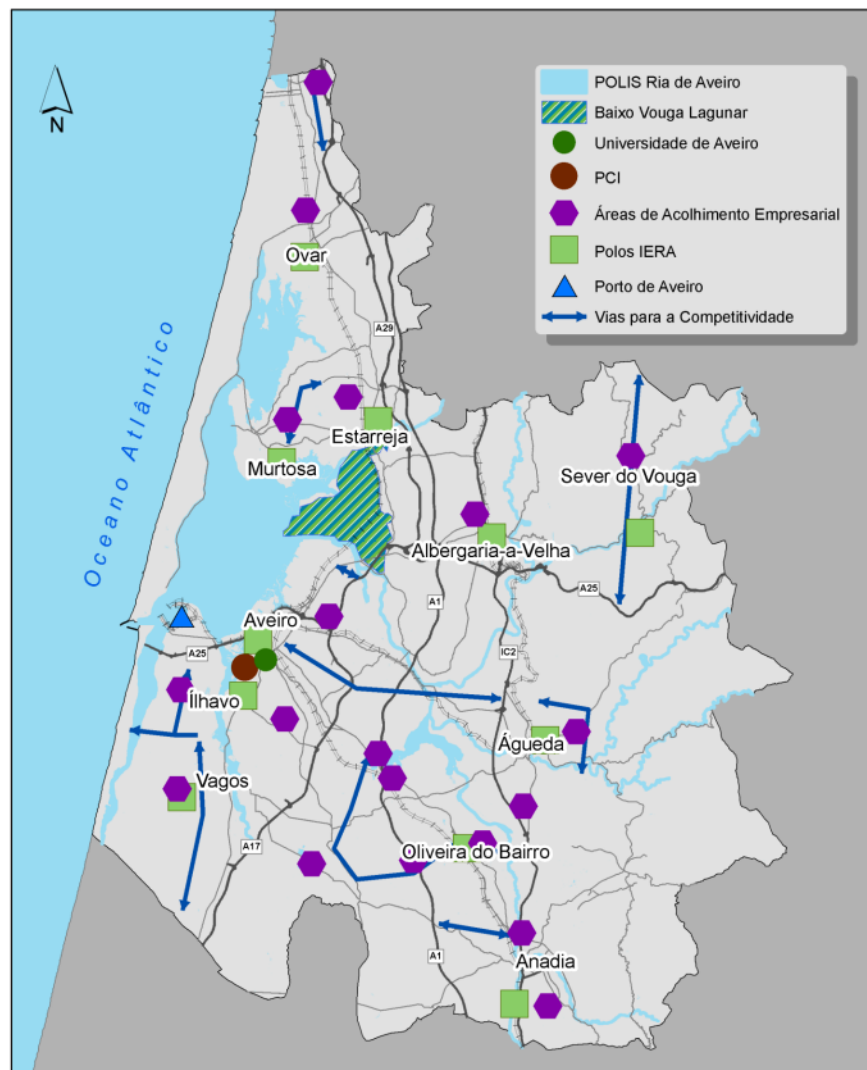 N
POLIS Ria de Aveiro
Baixo Vouga Lagunar
Universidade de Aveiro
PCI
Áreas de Acolhimento Empresarial
Polos IERA
Porto de Aveiro
Vias para a Competitividade
Oceano Atlântico
Ovar
A29
Estarreja
Murtosa
Sever do Vouga
Albergaria-a-Velha
A25
A1
Aveiro
A25
IC2
Ílhavo
Águeda
Vagos
Oliveira do Bairro
A17
A1
Anadia